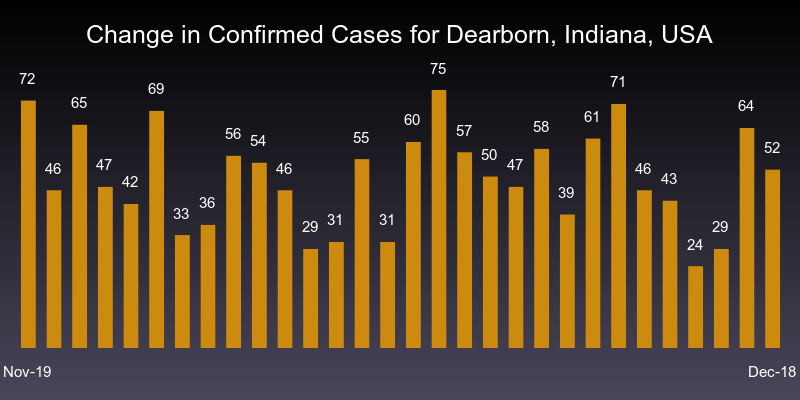 Change in Confirmed Cases for Dearborn, Indiana, USA
72 46 65 47 42 69 33 36 56 54 46 29 31 55 31 60 75 57 50 47 58 39 61 71 46 43 24 29 64 52
Nov-19 Dec-18